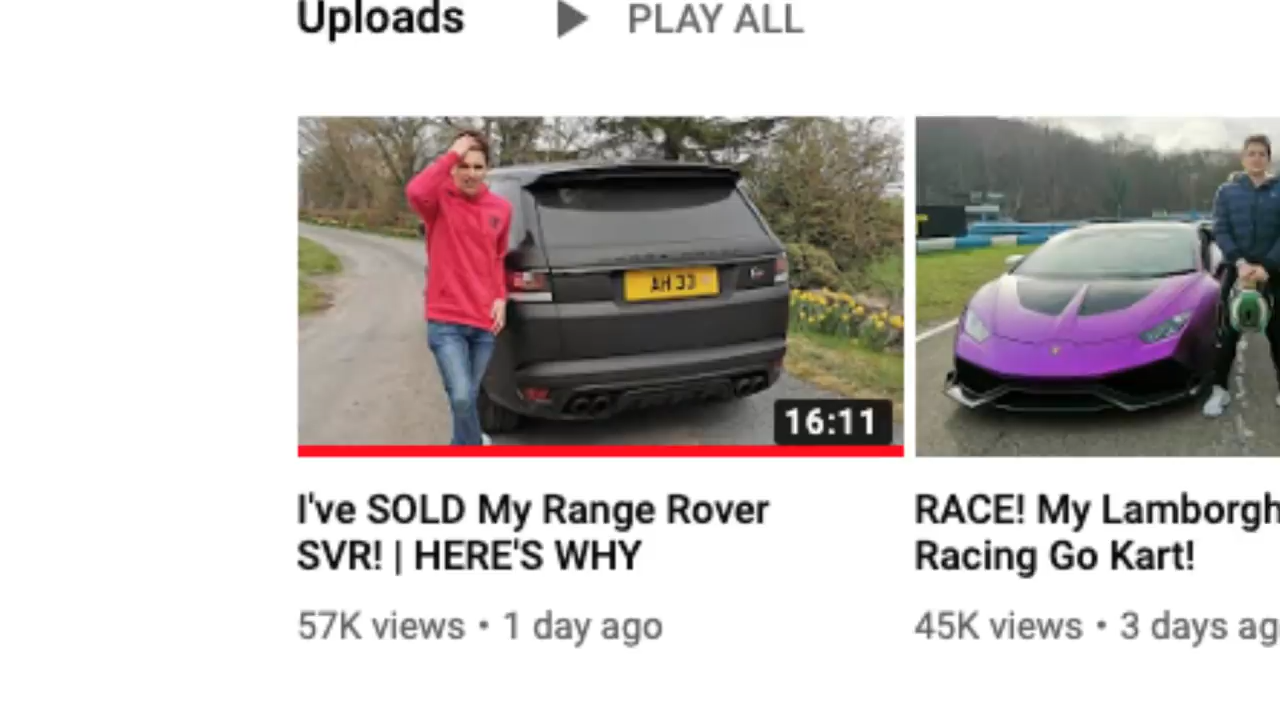 Uploads
PLAY ALL
AH 33
16:11
I've SOLD My Range Rover
SVR! | HERE'S WHY
57K views • 1 day ago
RACE! My Lamborgh
Racing Go Kart!
45K views • 3 days ag